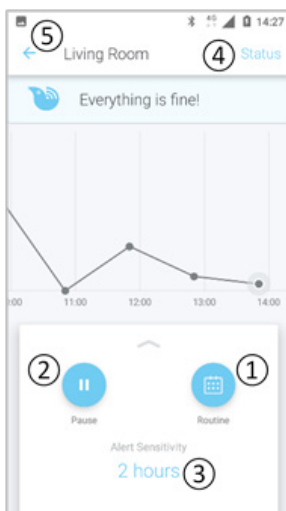 4G 14:27
5
Living Room 4 Status
Everything is fine!
:00 11:00 12:00 13:00 14:00
2 1
Pause Routine
Alert Sensitivity
2 hours 3